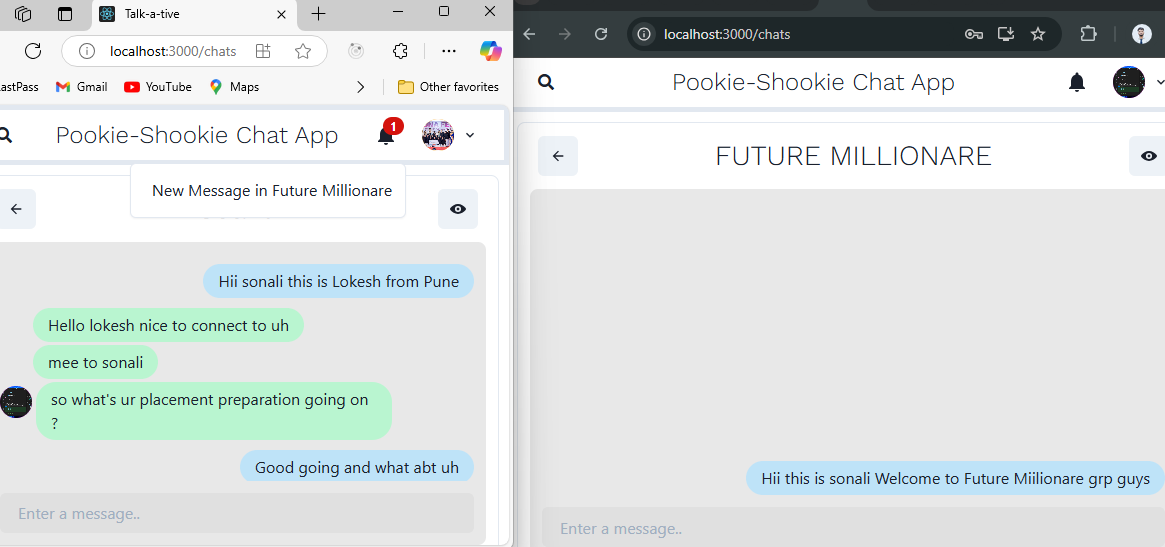 Talk-a-tive
localhost:3000/chats
astPass
Gmail
YouTube
Maps
Other favorites
Pookie-Shookie Chat App
1
New Message in Future Millionare
Hii sonali this is Lokesh from Pune
Hello lokesh nice to connect to uh
mee to sonali
so what's ur placement preparation going on
?
Good going and what abt uh
Enter a message..
localhost:3000/chats
Pookie-Shookie Chat App
FUTURE MILLIONARE
Hii this is sonali Welcome to Future Miilionare grp guys
Enter a message..